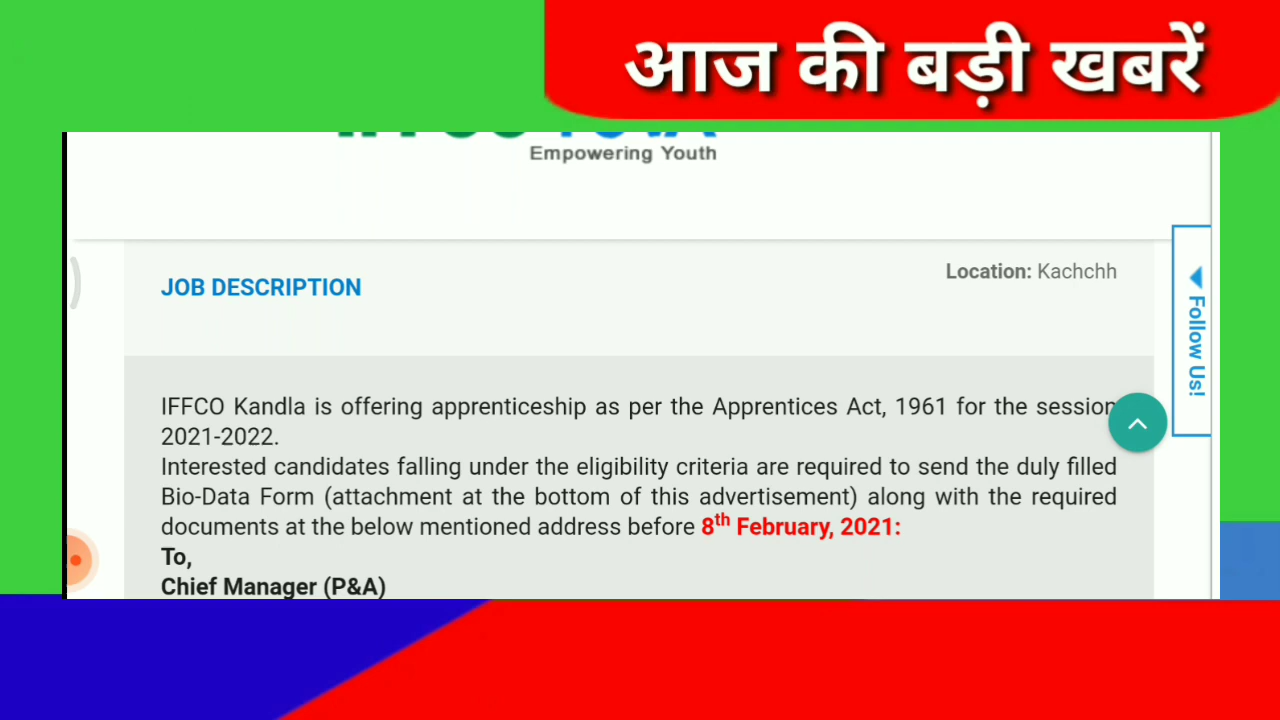 आज की बड़ी खबरें
Empowering Youth
Location: Kachchh
JOB DESCRIPTION
Follow Us!
IFFCO Kandla is offering apprenticeship as per the Apprentices Act, 1961 for the session
2021-2022.
Interested candidates falling under the eligibility criteria are required to send the duly filled
Bio-Data Form (attachment at the bottom of this advertisement) along with the required
documents at the below mentioned address before 8th February, 2021:
To,
Chief Manager (P&A)